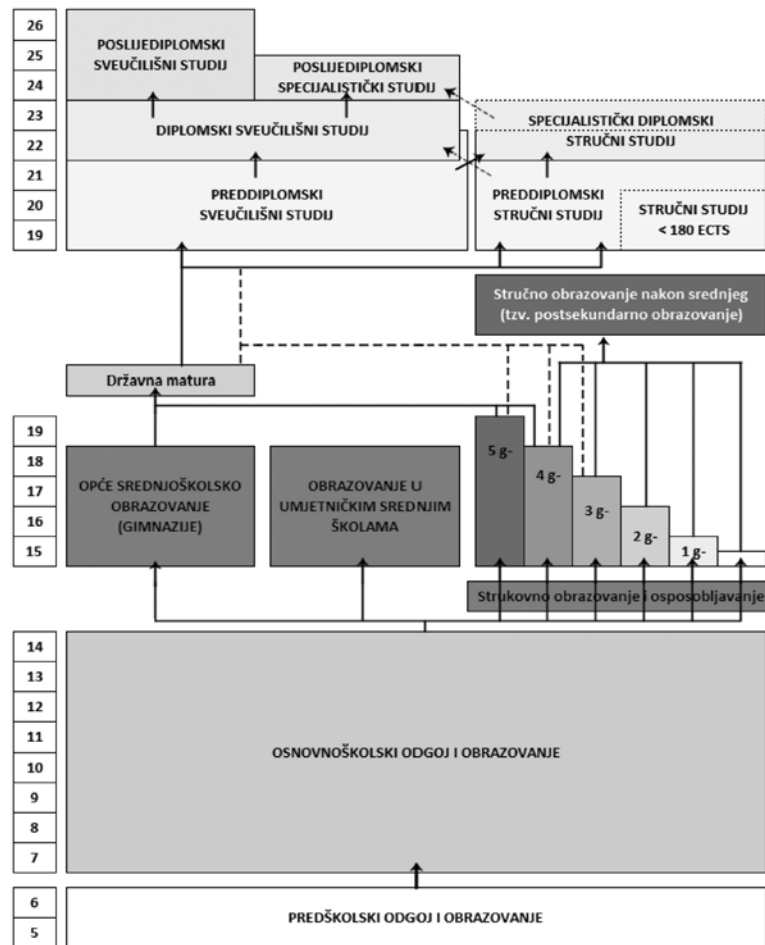 26
25
24
23
22
21
20
19
POSLIJEDIPLOMSKI
SVEUČILIŠNI STUDIJ
POSLIJEDIPLOMSKI
SPECIJALISTIČKI STUDIJ
DIPLOMSKI SVEUČILIŠNI STUDIJ
SPECIJALISTIČKI DIPLOMSKI
STRUČNI STUDIJ
PREDDIPLOMSKI
SVEUČILIŠNI STUDIJ
PREDDIPLOMSKI
STRUČNI STUDIJ
STRUČNI STUDIJ
< 180 ECTS
Stručno obrazovanje nakon srednjeg
(tzv. postsekundarno obrazovanje)
Državna matura
19
18
17
16
15
OPĆE SREDNJOŠKOLSKO
OBRAZOVANJE
(GIMNAZIJE)
OBRAZOVANJE U
UMJETNIČKIM SREDNJIM
ŠKOLAMA
5 g-
4 g-
3 g-
2 g-
1 g-
Strukovno obrazovanje i osposobljavanje
14
13
12
11
10
9
8
7
OSNOVNOŠKOLSKI ODGOJ I OBRAZOVANJE
6
5
PREDŠKOLSKI ODGOJ I OBRAZOVANJE